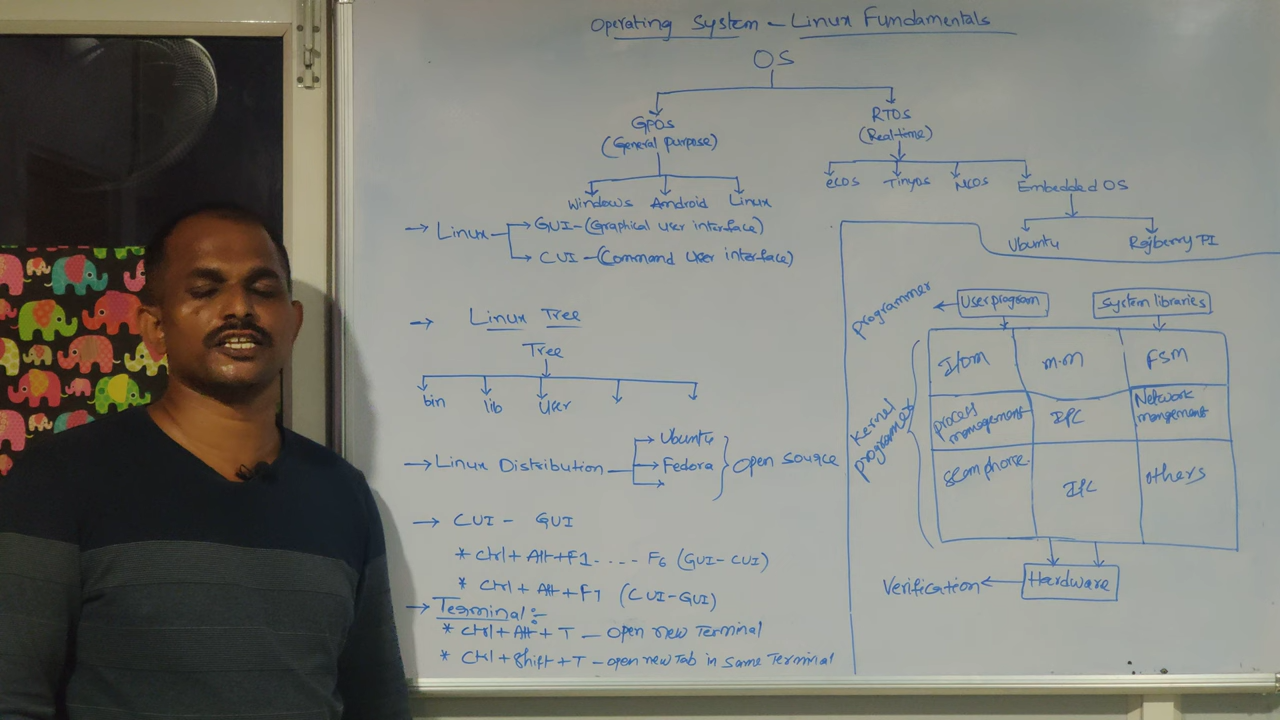 Operating System - Linux Fundamentals
OS
GPOS
(General purpose)
RTOS
(Real-time)
Windows Android Linux
eCOS TinyOS MCOS Embedded OS
Ubuntu Rasberry PI
→ Linux → GUI - (Graphical user interface)
→ CUI - (Command user interface)
→ Linux Tree
Tree
bin lib User
→ Linux Distribution → Ubuntu
→ Fedora
Open source
→ CUI - GUI
* Ctrl + Alt + F1 ..... F6 (GUI - CUI)
* Ctrl + Alt + F7 (CUI - GUI)
→ Terminal :-
* Ctrl + Alt + T - open new Terminal
* Ctrl + Shift + T - open new Tab in same Terminal
programmer ← User program
System libraries
Kernel programmer
I/OM M.M FSM
process management IPC Network mangement
IPC others
Verification ← Hardware